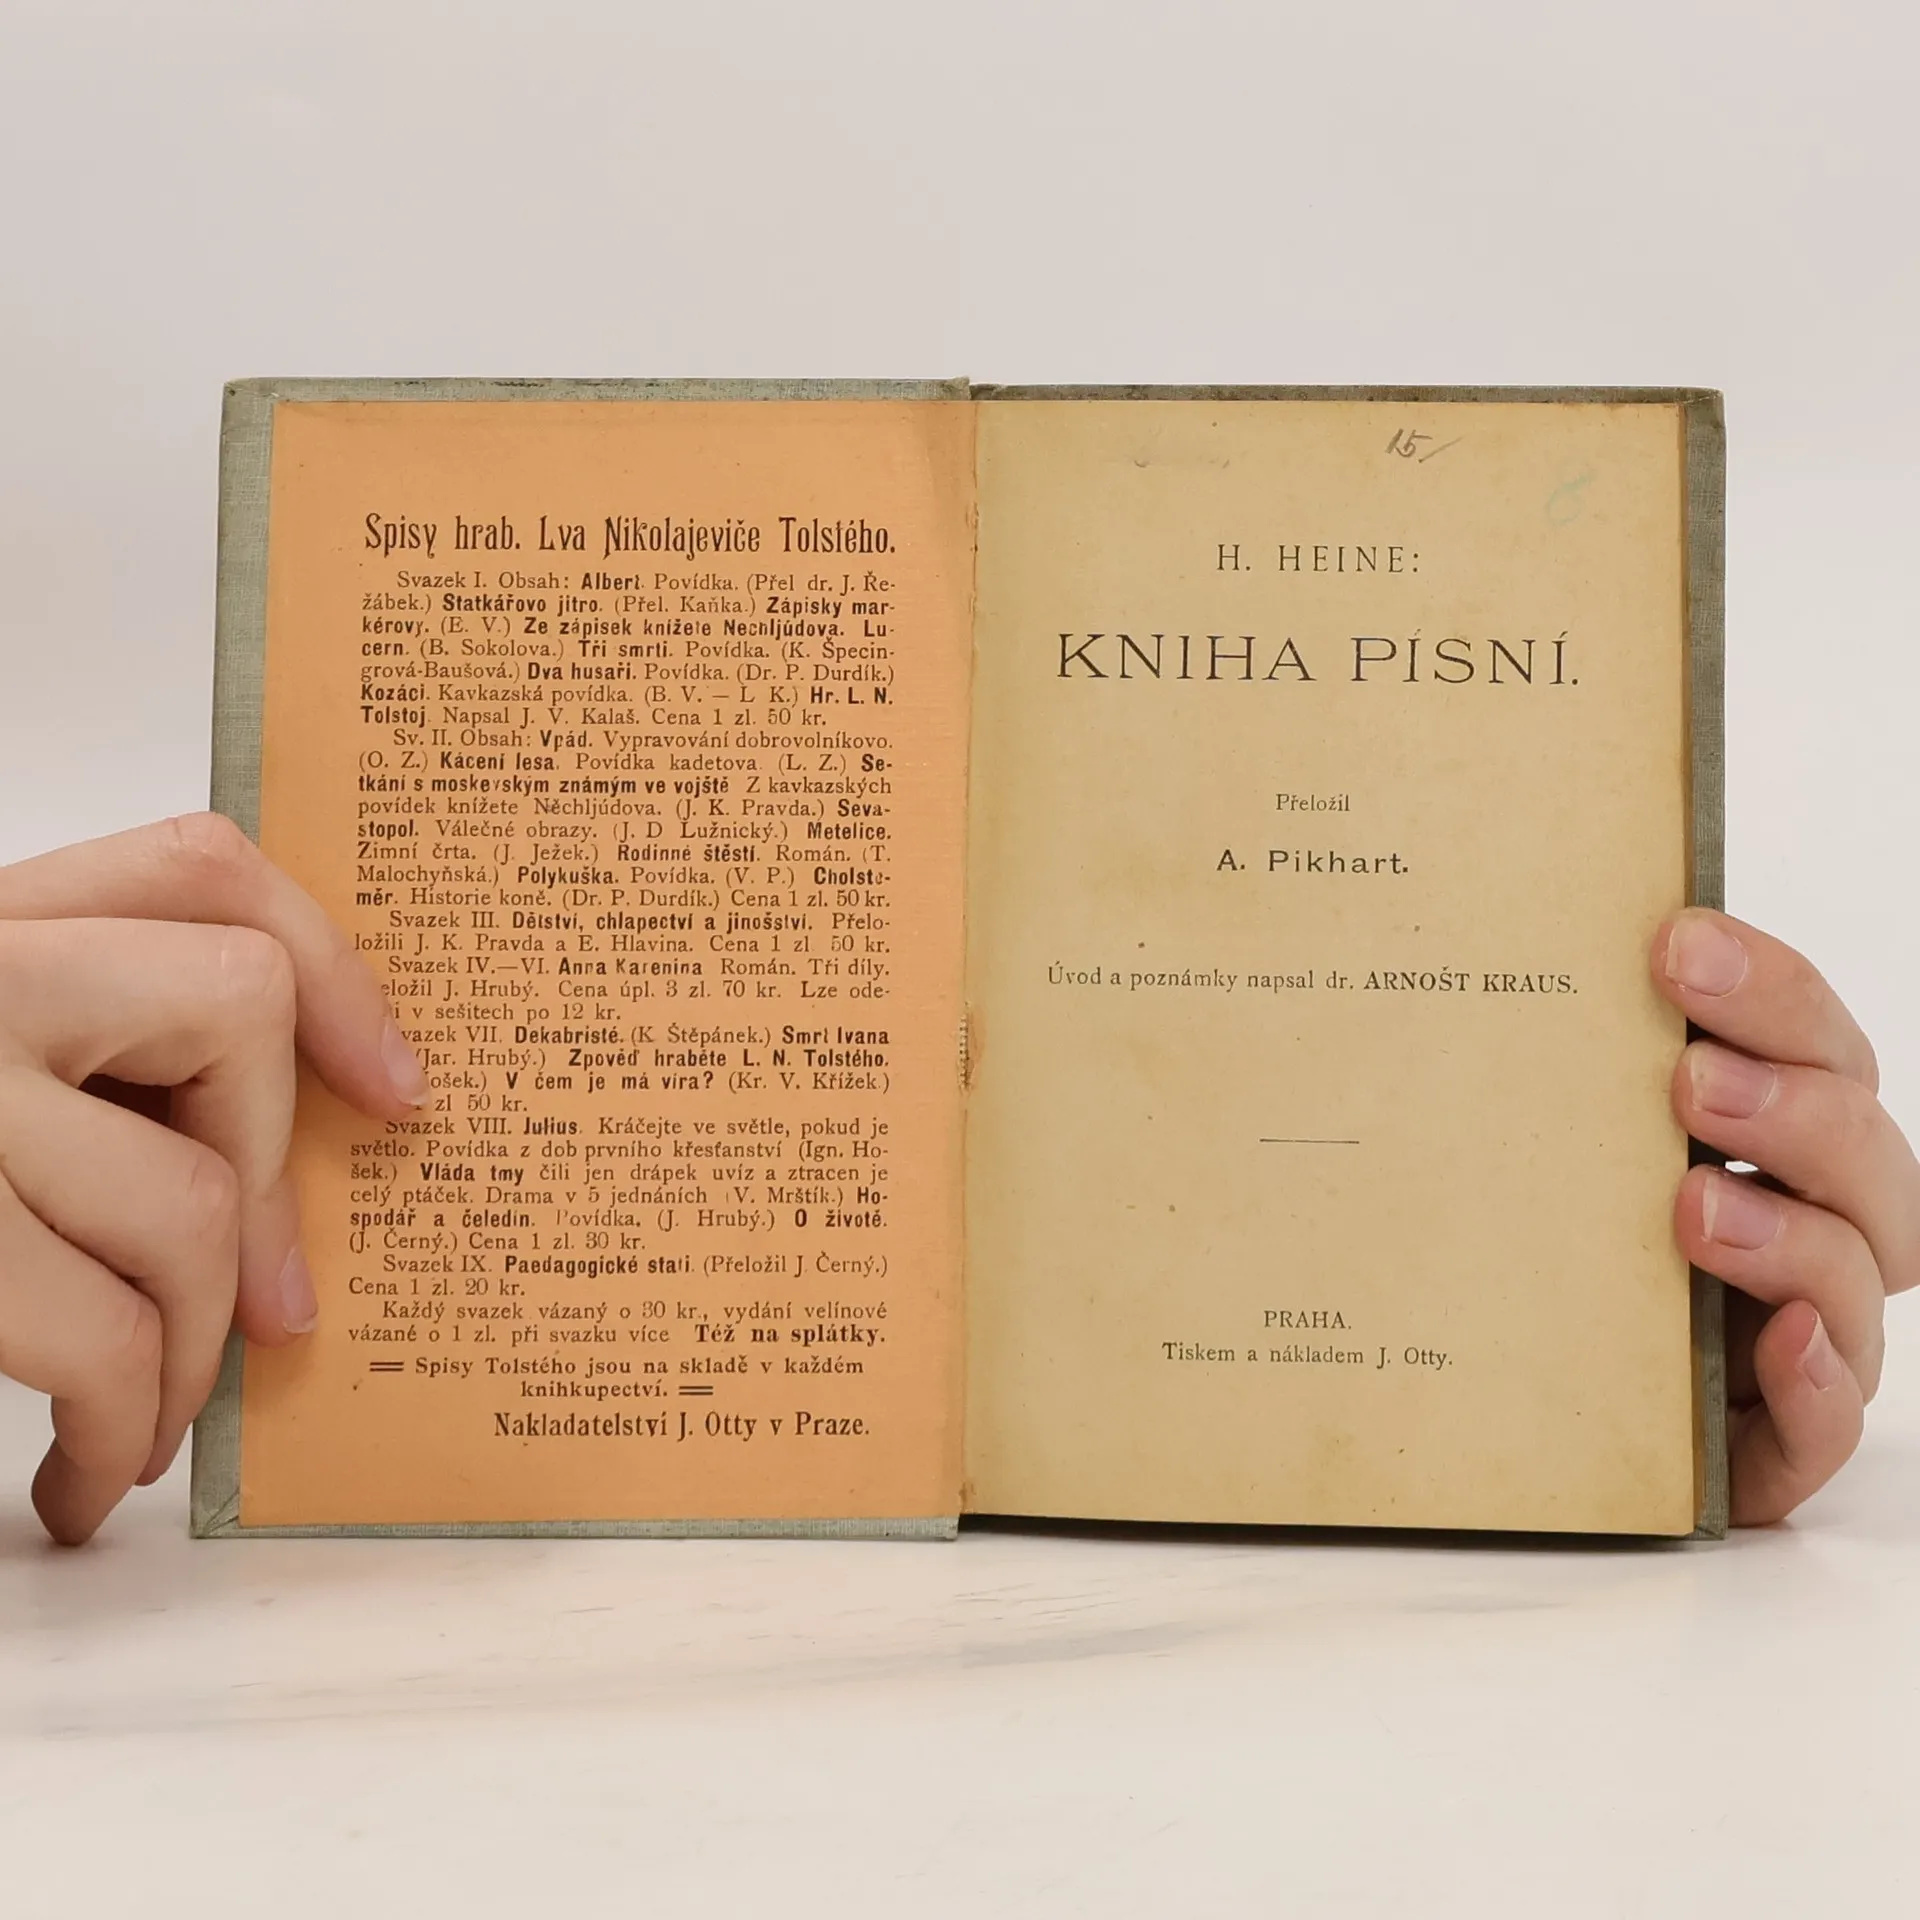 Spisy hrab. Lva Nikolajeviče Tolstého.
Svazek I. Obsah: Albert. Povídka. (Přel dr. J. Ře-
žábek.) Statkářovo jitro. (Přel. Kaňka.) Zápisky mar-
kérovy. (E. V.) Ze zápisek knížete Nechljúdova. Lu-
cern. (B. Sokolova.) Tři smrti. Povídka. (K. Špecin-
grová-Baušová.) Dva husaři. Povídka. (Dr. P. Durdík.)
Kozáci. Kavkazská povídka. (B. V. — L K.) Hr. L. N.
Tolstoj. Napsal J. V. Kalaš. Cena 1 zl. 50 kr.
Sv. II. Obsah: Vpád. Vypravování dobrovolníkovo.
(O. Z.) Kácení lesa. Povídka kadetova. (L. Z.) Se-
tkání s moskevským známým ve vojště Z kavkazských
povídek knížete Něchljúdova. (J. K. Pravda.) Seva-
stopol. Válečné obrazy. (J. D Lužnický.) Metelice.
Zimní črta. (J. Ježek.) Rodinné štěstí. Román. (T.
Malochyňská.) Polykuška. Povídka. (V. P.) Cholsto-
měr. Historie koně. (Dr. P. Durdík.) Cena 1 zl. 50 kr.
Svazek III. Dětství, chlapectví a jinošství. Přelo-
ložili J. K. Pravda a E. Hlavina. Cena 1 zl 50 kr.
Svazek IV.—VI. Anna Karenina Román. Tři díly.
eložil J. Hrubý. Cena úpl. 3 zl. 70 kr. Lze ode-
i v sešitech po 12 kr.
vazek VII. Dekabristé. (K Štěpánek.) Smrt Ivana
(Jar. Hrubý.) Zpověď hraběte L. N. Tolstého.
ošek.) V čem je má víra? (Kr. V. Křížek.)
zl 50 kr.
Svazek VIII. Julius. Kráčejte ve světle, pokud je
světlo. Povídka z dob prvního křesťanství (Ign. Ho-
šek.) Vláda tmy čili jen drápek uvíz a ztracen je
celý ptáček. Drama v 5 jednáních (V. Mrštík.) Ho-
spodář a čeledín. Povídka. (J. Hrubý.) O životě.
(J. Černý.) Cena 1 zl. 30 kr.
Svazek IX. Paedagogické stati. (Přeložil J. Černý.)
Cena 1 zl. 20 kr.
Každý svazek vázaný o 30 kr., vydání velínové
vázané o 1 zl. při svazku více Též na splátky.
Spisy Tolstého jsou na skladě v každém
knihkupectví.
Nakladatelství J. Otty v Praze.
15/
H. HEINE:
KNIHA PÍSNÍ.
Přeložil
A. Pikhart.
Úvod a poznámky napsal dr. ARNOŠT KRAUS.
PRAHA.
Tiskem a nákladem J. Otty.